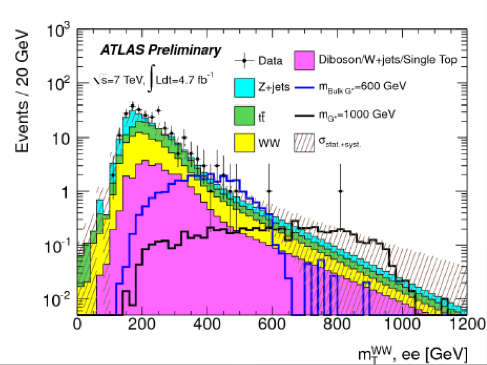 Events / 20 GeV
10³
10²
10
1
10⁻¹
10⁻²
ATLAS Preliminary
√s=7 TeV, ∫Ldt=4.7 fb⁻¹
Data
Z+jets
tt̅
WW
Diboson/W+jets/Single Top
m_Bulk G*=600 GeV
m_G*=1000 GeV
σ_stat.+syst.
0 200 400 600 800 1000 1200
m_T^WW, ee [GeV]